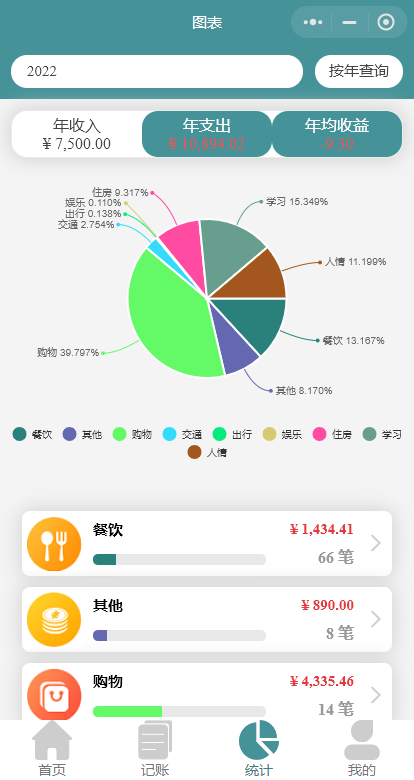 图表
2022
按年查询
年收入 年支出 年均收益
¥ 7,500.00 ¥ 10,894.02 9.30
住房 9.317%
娱乐 0.110%
出行 0.138%
交通 2.754%
学习 15.349%
人情 11.199%
购物 39.797%
餐饮 13.167%
其他 8.170%
餐饮 其他 购物 交通 出行 娱乐 住房 学习
人情
餐饮 ¥ 1,434.41
66 笔
其他 ¥ 890.00
8 笔
购物 ¥ 4,335.46
14 笔
首页 记账 统计 我的